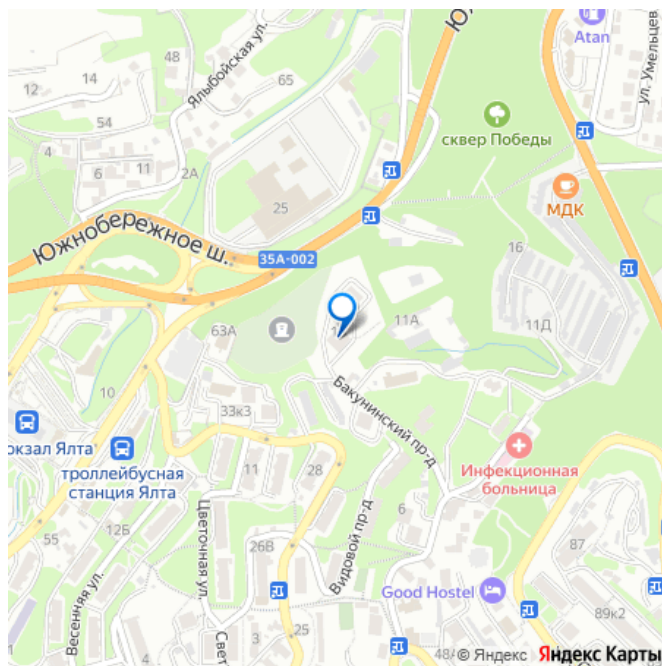 48
Ялыбойская ул.
Atan
ул. Умельцев
14
12
65
54
сквер Победы
4
6
11
2А
25
МДК
Южнобережное ш.
35А-002
16
63А
11А
11Д
Бакунинский пр-д
10
33к3
окзал Ялта
троллейбусная
станция Ялта
11
28
6
Инфекционная
больница
12Б
Цветочная ул.
26В
Видовой пр-д
55
87
Весенняя ул.
Good Hostel
89к2
Свет
3
4
25
48А
© Яндекс Яндекс Карты